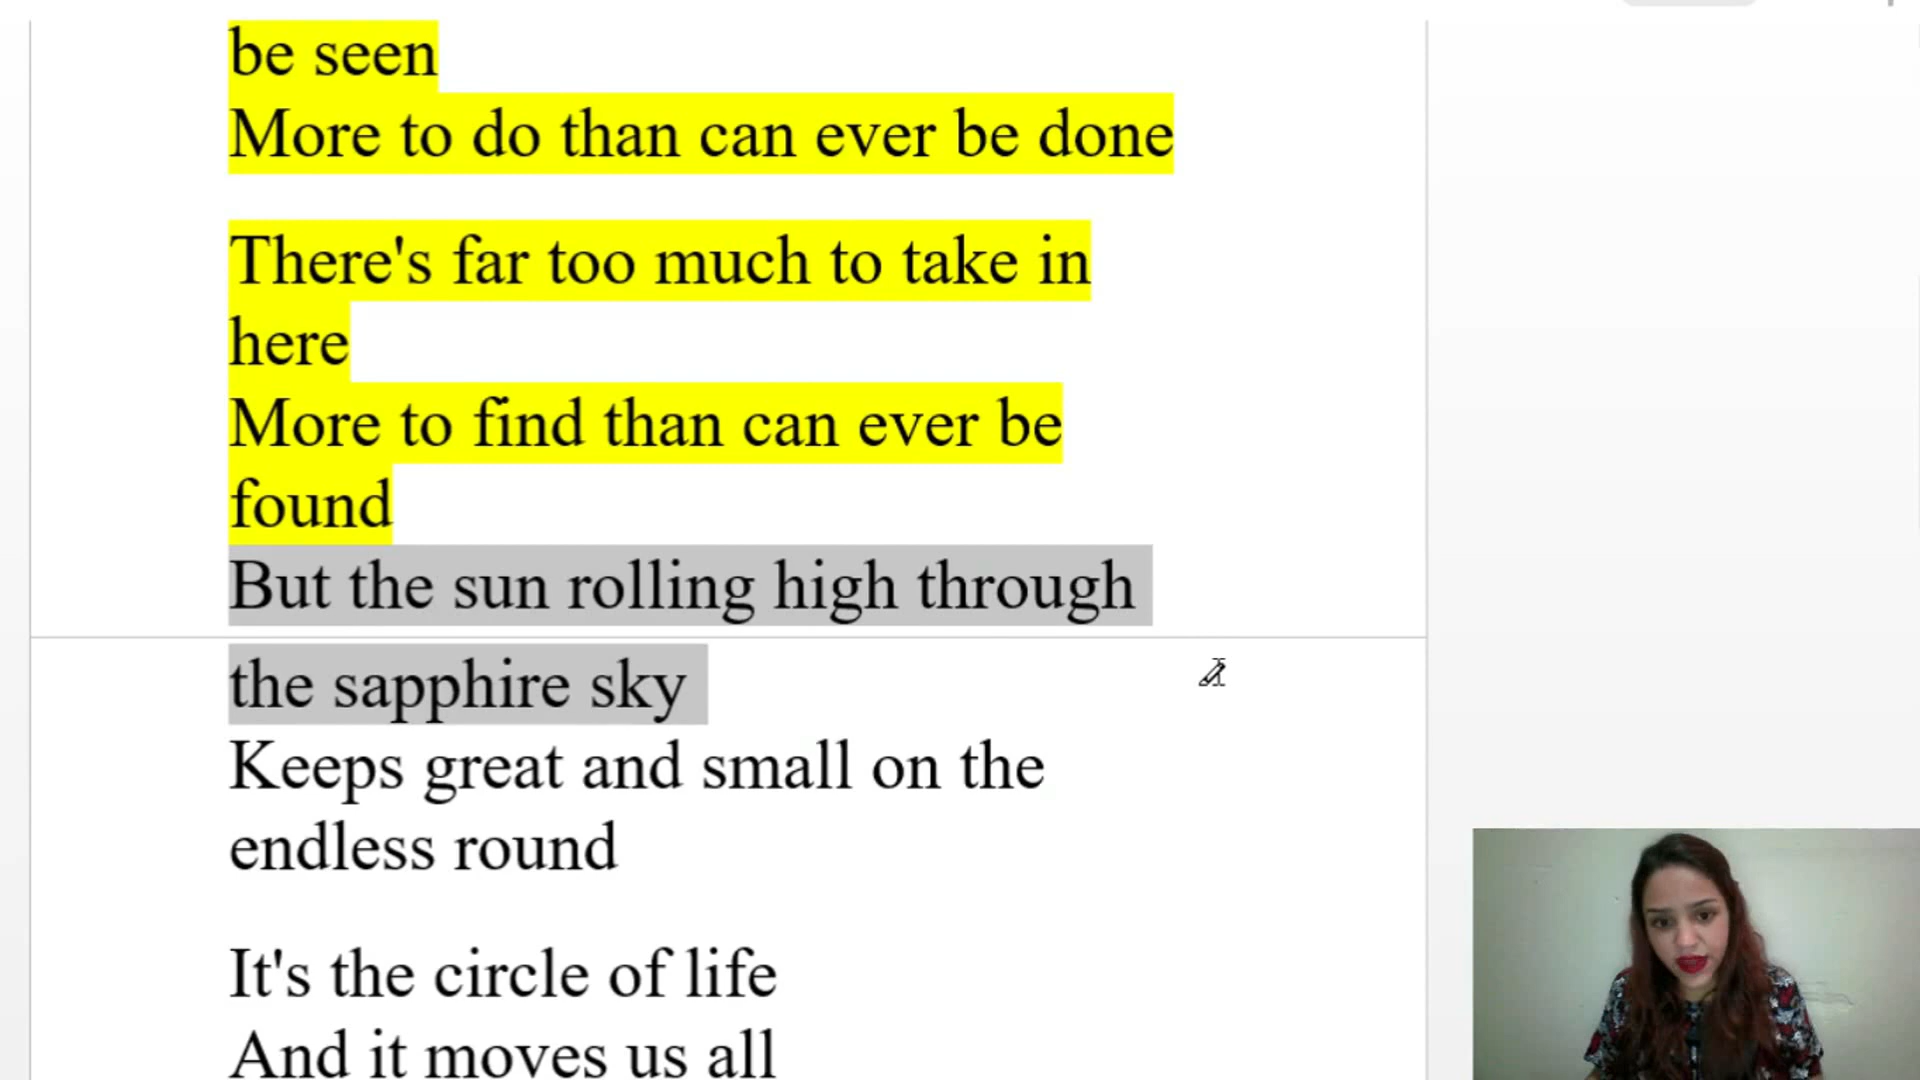 be seen
More to do than can ever be done
There's far too much to take in
here
More to find than can ever be
found
But the sun rolling high through
the sapphire sky
Keeps great and small on the
endless round
It's the circle of life
And it moves us all